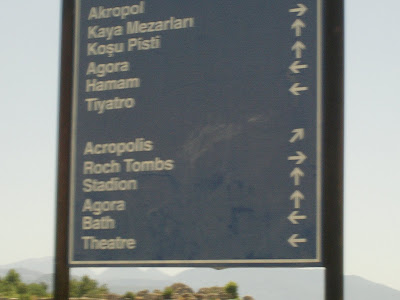 Akropol →
Kaya Mezarları ↑
Koşu Pisti ↑
Agora ←
Hamam ←
Tiyatro
Acropolis ↗
Roch Tombs →
Stadion ↑
Agora ↑
Bath ←
Theatre ←